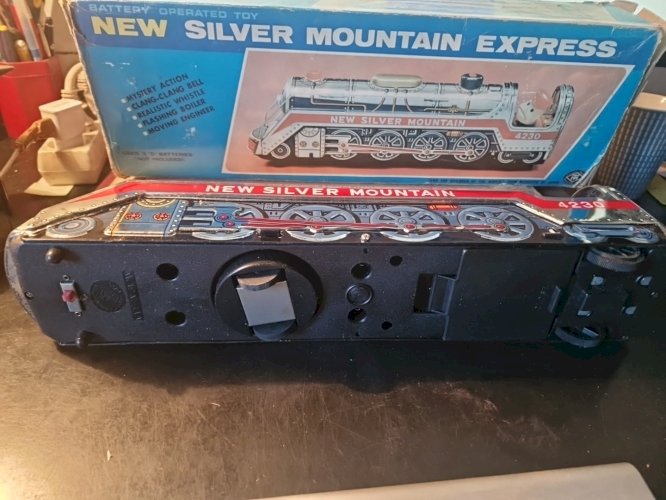 BATTERY OPERATED TOY
NEW SILVER MOUNTAIN EXPRESS
•MYSTERY ACTION
•CLANG-CLANG BELL
•REALISTIC WHISTLE
•FLASHING BOILER
•MOVING ENGINEER
NEW SILVER MOUNTAIN
4230
NEW SILVER MOUNTAIN
4230